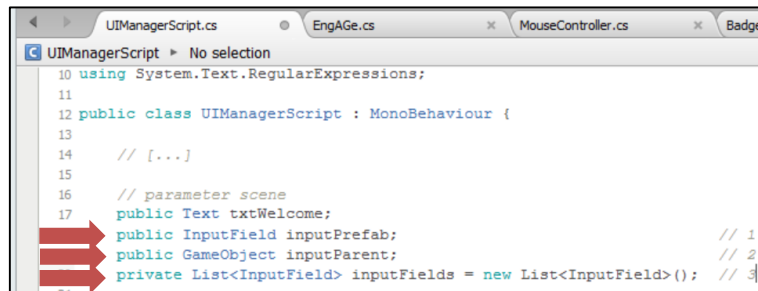 UIManagerScript.cs
EngAGe.cs
×
MouseController.cs
×
Badge
C UIManagerScript ▸ No selection
10 using System.Text.RegularExpressions;
11
12 public class UIManagerScript : MonoBehaviour {
13
14 // [...]
15
16 // parameter scene
17 public Text txtWelcome;
public InputField inputPrefab; // 1
public GameObject inputParent; // 2
private List<InputField> inputFields = new List<InputField>(); // 3